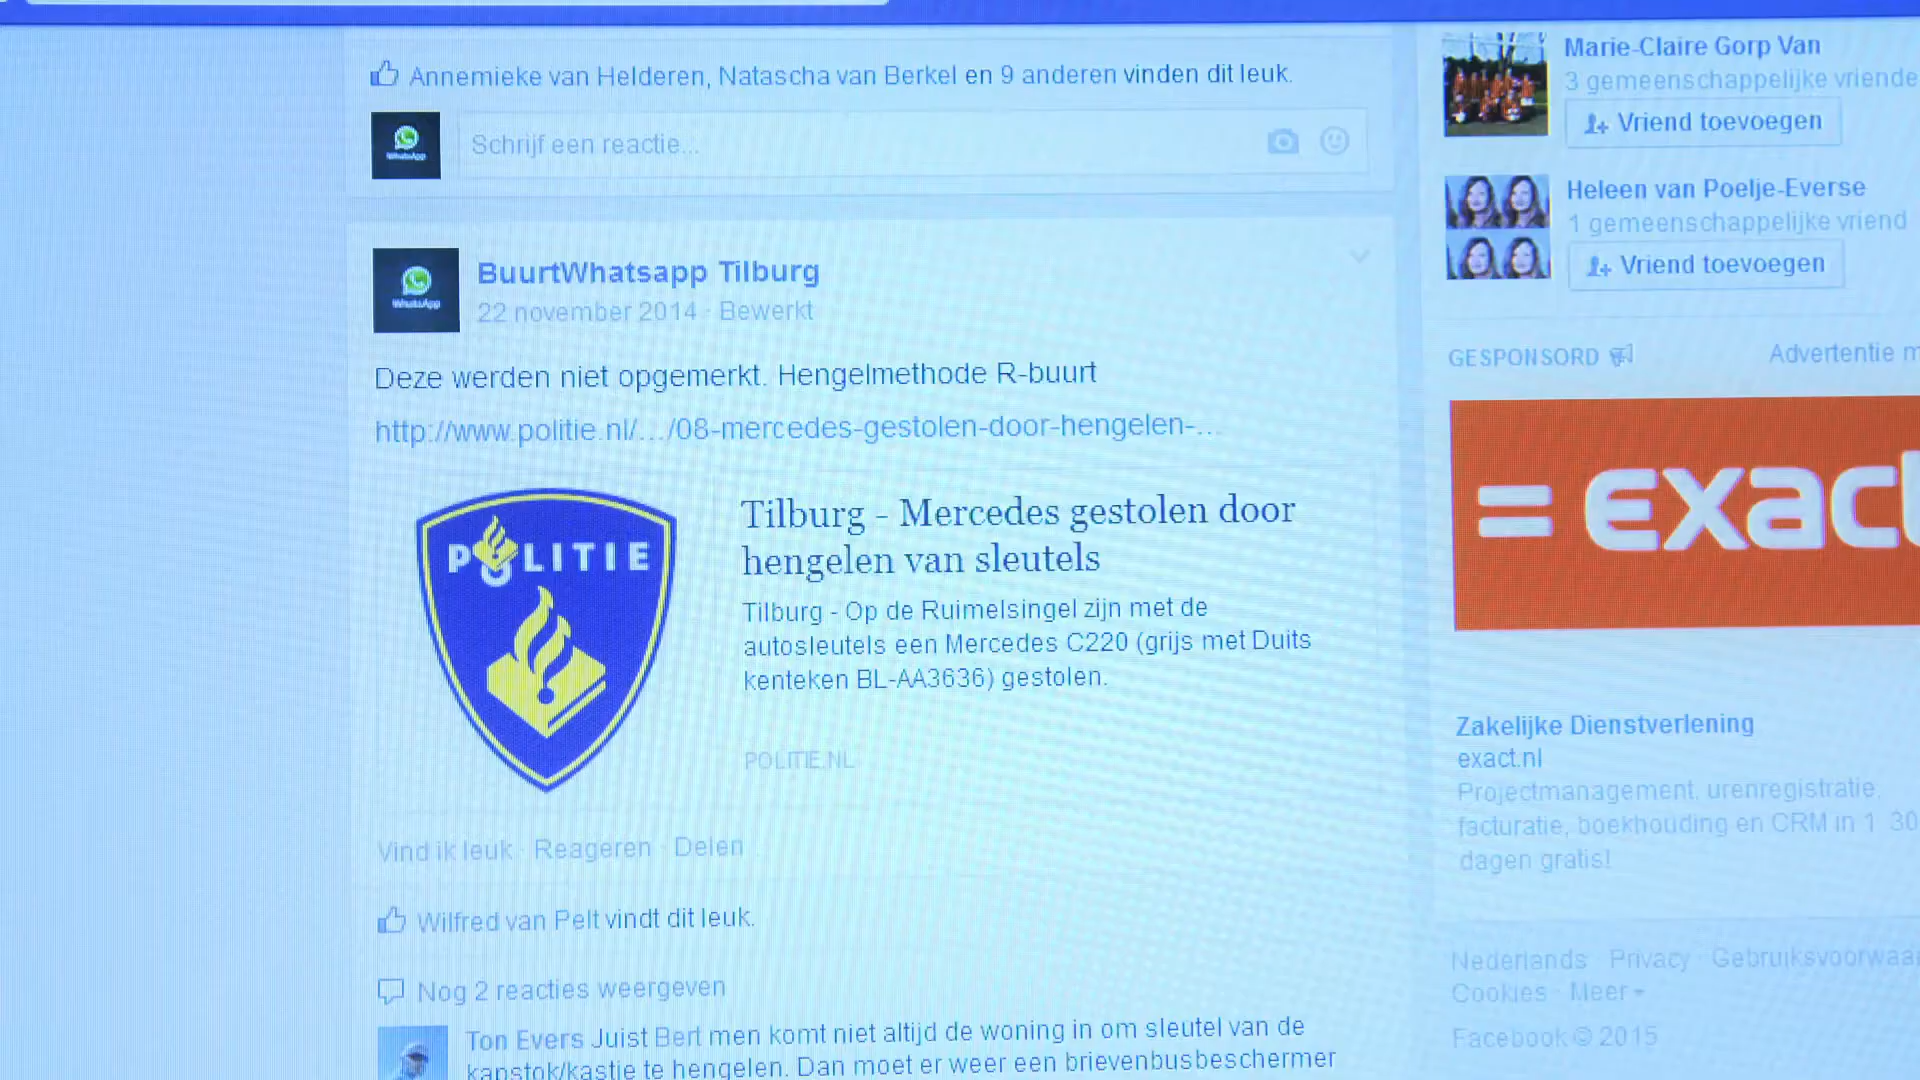 Annemieke van Helderen, Natascha van Berkel en 9 anderen vinden dit leuk.
WhatsApp
Schrijf een reactie...
WhatsApp
BuurtWhatsapp Tilburg
22 november 2014 · Bewerkt
Deze werden niet opgemerkt. Hengelmethode R-buurt
http://www.politie.nl/.../08-mercedes-gestolen-door-hengelen-...
POLITIE
Tilburg - Mercedes gestolen door
hengelen van sleutels
Tilburg - Op de Ruimelsingel zijn met de
autosleutels een Mercedes C220 (grijs met Duits
kenteken BL-AA3636) gestolen.
POLITIE.NL
Vind ik leuk · Reageren · Delen
Wilfred van Pelt vindt dit leuk.
Nog 2 reacties weergeven
Ton Evers Juist Bert men komt niet altijd de woning in om sleutel van de
kapstok/kastje te hengelen. Dan moet er weer een brievenbusbeschermer
Marie-Claire Gorp Van
3 gemeenschappelijke vriende
Vriend toevoegen
Heleen van Poelje-Everse
1 gemeenschappelijke vriend
Vriend toevoegen
GESPONSORD
Advertentie m
= exact
Zakelijke Dienstverlening
exact.nl
Projectmanagement, urenregistratie,
facturatie, boekhouding en CRM in 1. 30
dagen gratis!
Nederlands · Privacy · Gebruiksvoorwaa
Cookies · Meer
Facebook © 2015